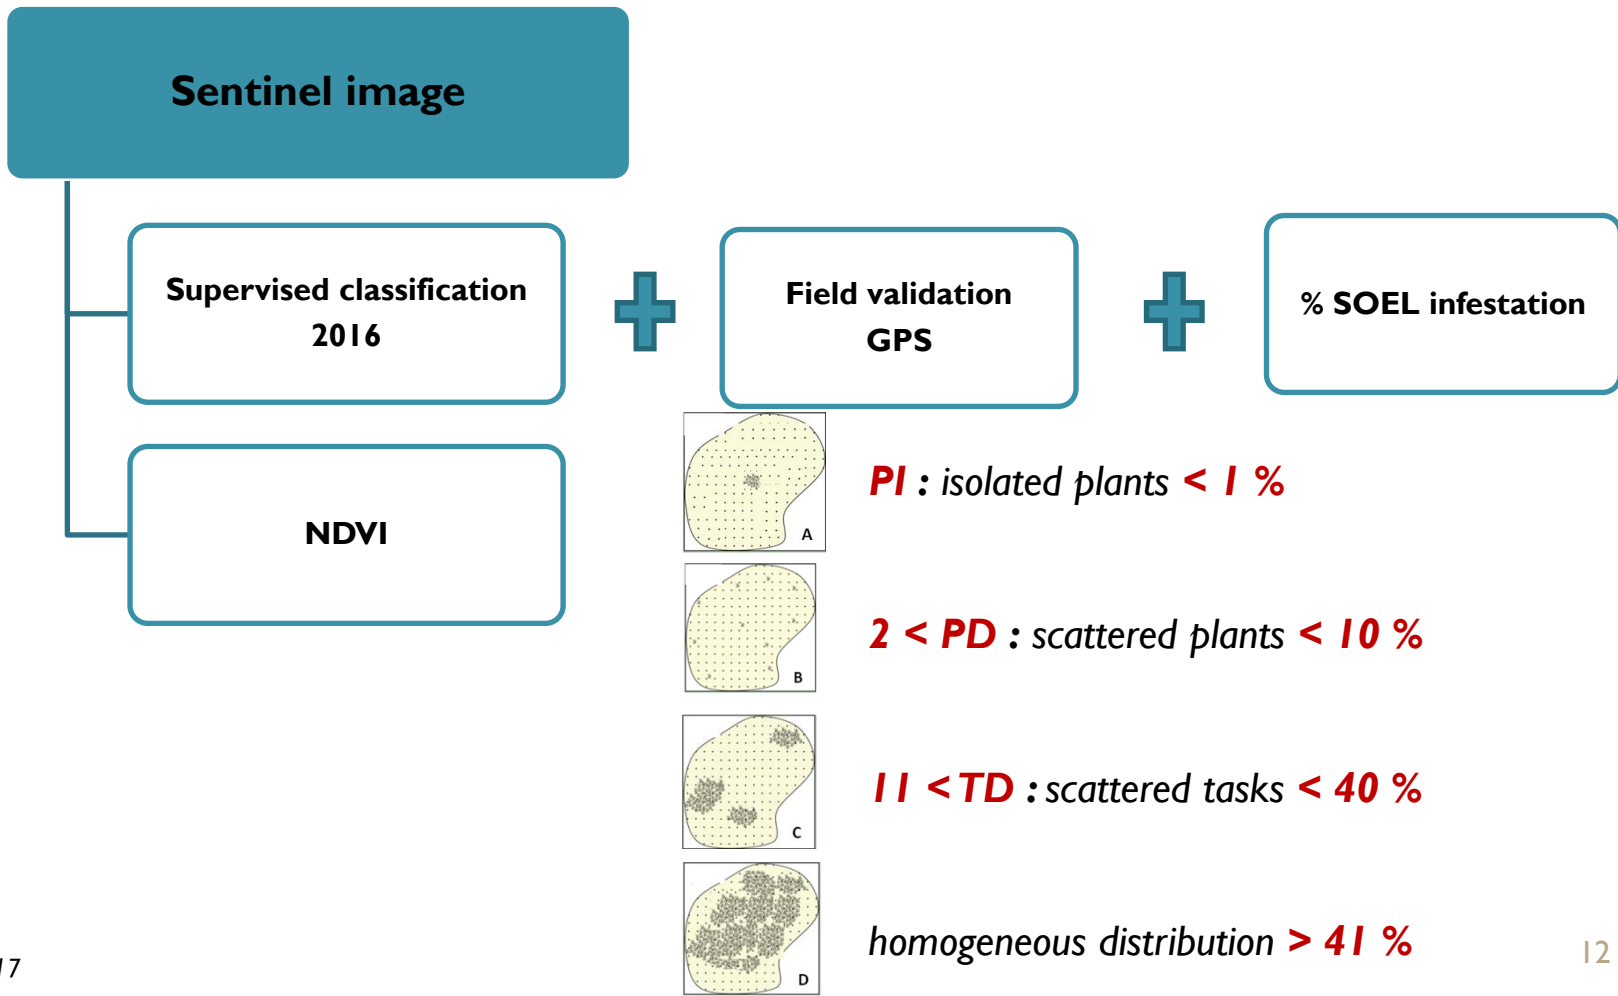 Sentinel image
Supervised classification
2016
Field validation
GPS
% SOEL infestation
NDVI
A
PI : isolated plants < 1 %
B
2 < PD : scattered plants < 10 %
C
11 < TD : scattered tasks < 40 %
D
homogeneous distribution > 41 %
17
12